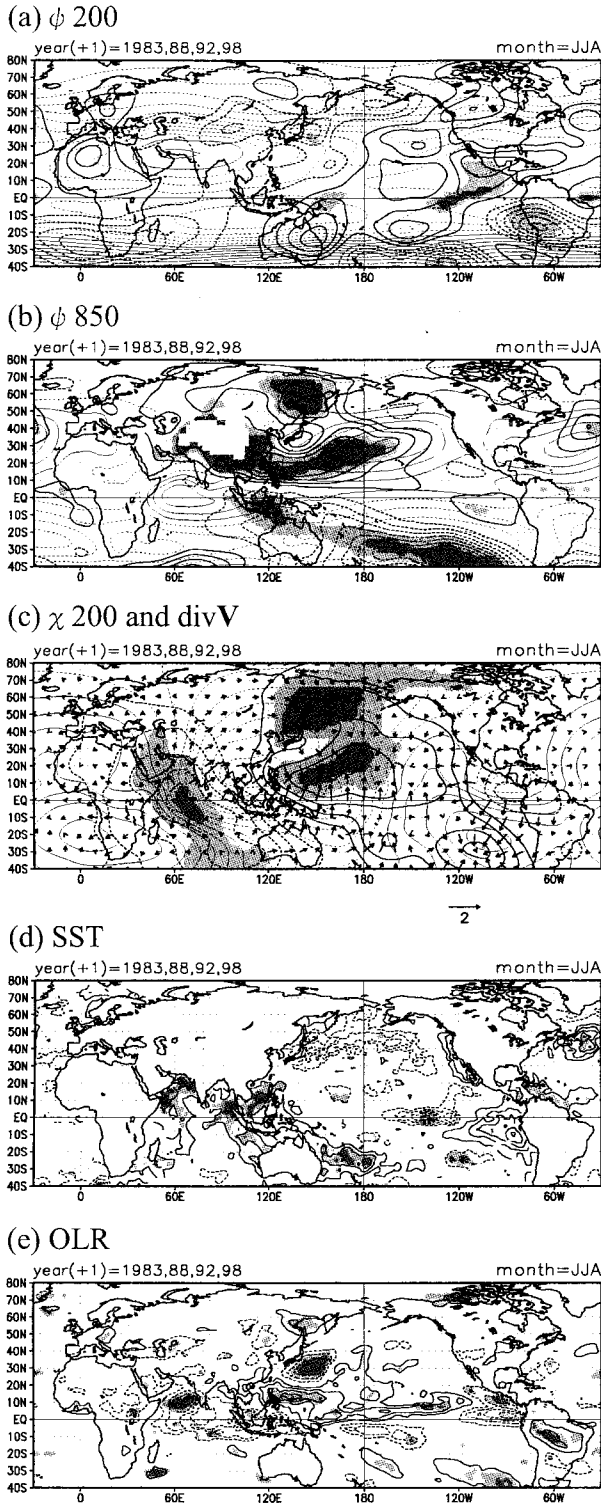 (a) ψ 200
year(+1)=1983,88,92,98 month=JJA
80N
70N
60N
50N
40N
30N
20N
10N
EQ
10S
20S
30S
40S
0 60E 120E 180 120W 60W
(b) ψ 850
year(+1)=1983,88,92,98 month=JJA
80N
70N
60N
50N
40N
30N
20N
10N
EQ
10S
20S
30S
40S
0 60E 120E 180 120W 60W
(c) χ 200 and divV
year(+1)=1983,88,92,98 month=JJA
80N
70N
60N
50N
40N
30N
20N
10N
EQ
10S
20S
30S
40S
0 60E 120E 180 120W 60W
2
(d) SST
year(+1)=1983,88,92,98 month=JJA
80N
70N
60N
50N
40N
30N
20N
10N
EQ
10S
20S
30S
40S
0 60E 120E 180 120W 60W
(e) OLR
year(+1)=1983,88,92,98 month=JJA
80N
70N
60N
50N
40N
30N
20N
10N
EQ
10S
20S
30S
40S
0 60E 120E 180 120W 60W